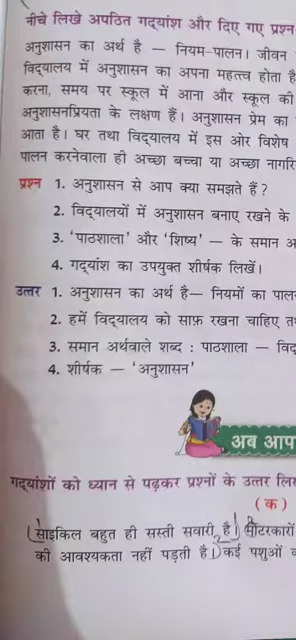 नीचे लिखे अपठित गद्यांश और दिए गए प्रश्न
अनुशासन का अर्थ है — नियम-पालन। जीवन
विद्यालय में अनुशासन का अपना महत्त्व होता है
करना, समय पर स्कूल में आना और स्कूल की
अनुशासनप्रियता के लक्षण हैं। अनुशासन प्रेम का
आता है। घर तथा विद्यालय में इस ओर विशेष
पालन करनेवाला ही अच्छा बच्चा या अच्छा नागरि
प्रश्न 1. अनुशासन से आप क्या समझते हैं?
2. विद्यालयों में अनुशासन बनाए रखने के
3. ‘पाठशाला’ और ‘शिष्य’ — के समान अ
4. गद्यांश का उपयुक्त शीर्षक लिखें।
उत्तर 1. अनुशासन का अर्थ है— नियमों का पाल
2. हमें विद्यालय को साफ़ रखना चाहिए त
3. समान अर्थवाले शब्द : पाठशाला — विद्
4. शीर्षक — ‘अनुशासन’
अब आप
गद्यांशों को ध्यान से पढ़कर प्रश्नों के उत्तर लि
(क)
साइकिल बहुत ही सस्ती सवारी है। मोटरकारों
की आवश्यकता नहीं पड़ती है। कई पशुओं